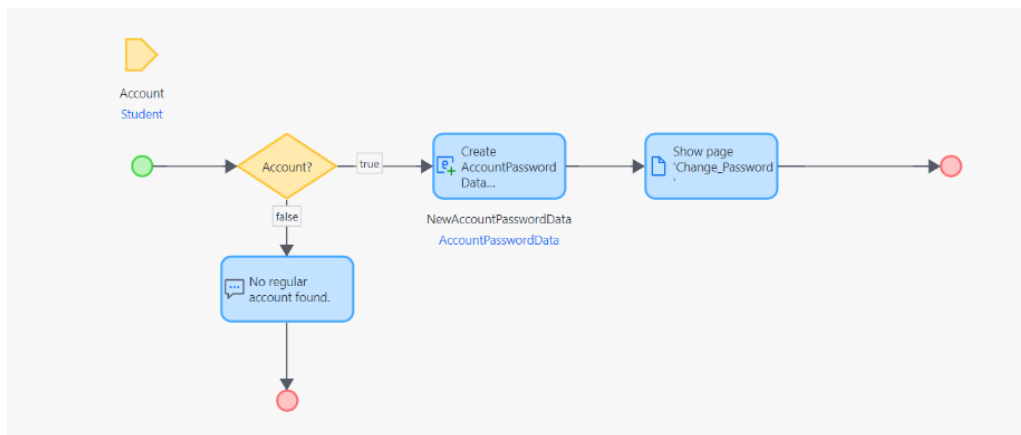 Account
Student
Account?
true
Create
AccountPassword
Data...
Show page
'Change_Password
'
false
NewAccountPasswordData
AccountPasswordData
No regular
account found.